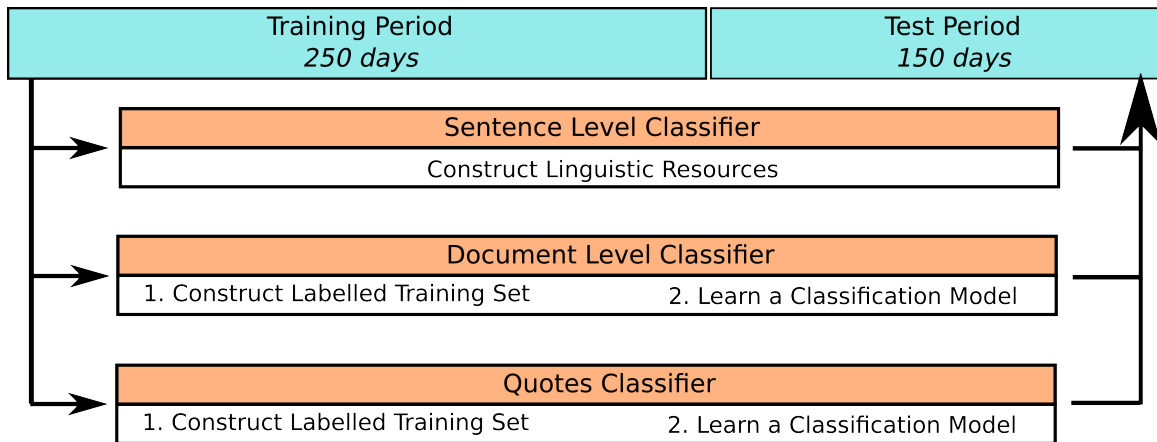 Training Period
250 days
Test Period
150 days
Sentence Level Classifier
Construct Linguistic Resources
Document Level Classifier
1. Construct Labelled Training Set
2. Learn a Classification Model
Quotes Classifier
1. Construct Labelled Training Set
2. Learn a Classification Model